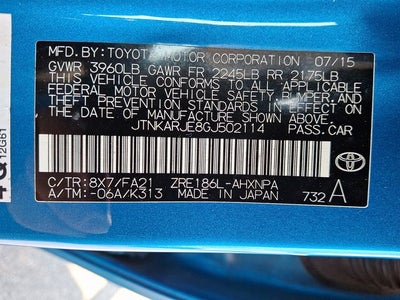 MFD.BY: TOYOTA MOTOR CORPORATION 07/15
GVWR 3960LB GAWR FR 2245LB RR 2175LB
THIS VEHICLE CONFORMS TO ALL APPLICABLE
FEDERAL MOTOR VEHICLE SAFETY, BUMPER, AND
THEFT PREVENTION STANDARDS IN EFFECT ON
THE DATE OF MANUFACTURE SHOWN ABOVE.
JTNKARJE8GJ502114 PASS.CAR
C/TR:8X7/FA21 ZRE186L-AHXNPA
A/TM:-06A/K313 MADE IN JAPAN 732 A
12G61